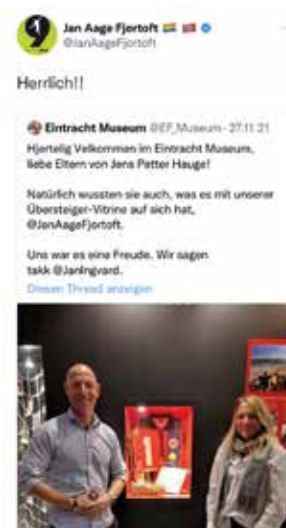 Jan Aage Fjørtoft
@JanAageFjortoft
Herrlich!!
Eintracht Museum @EF_Museum · 27.11.21
Hjertelig Velkommen im Eintracht Museum,
liebe Eltern von Jens Petter Hauge!
Natürlich wussten sie auch, was es mit unserer
Übersteiger-Vitrine auf sich hat,
@JanAageFjortoft.
Uns war es eine Freude. Wir sagen
takk @JanIngvard.
Diesen Thread anzeigen